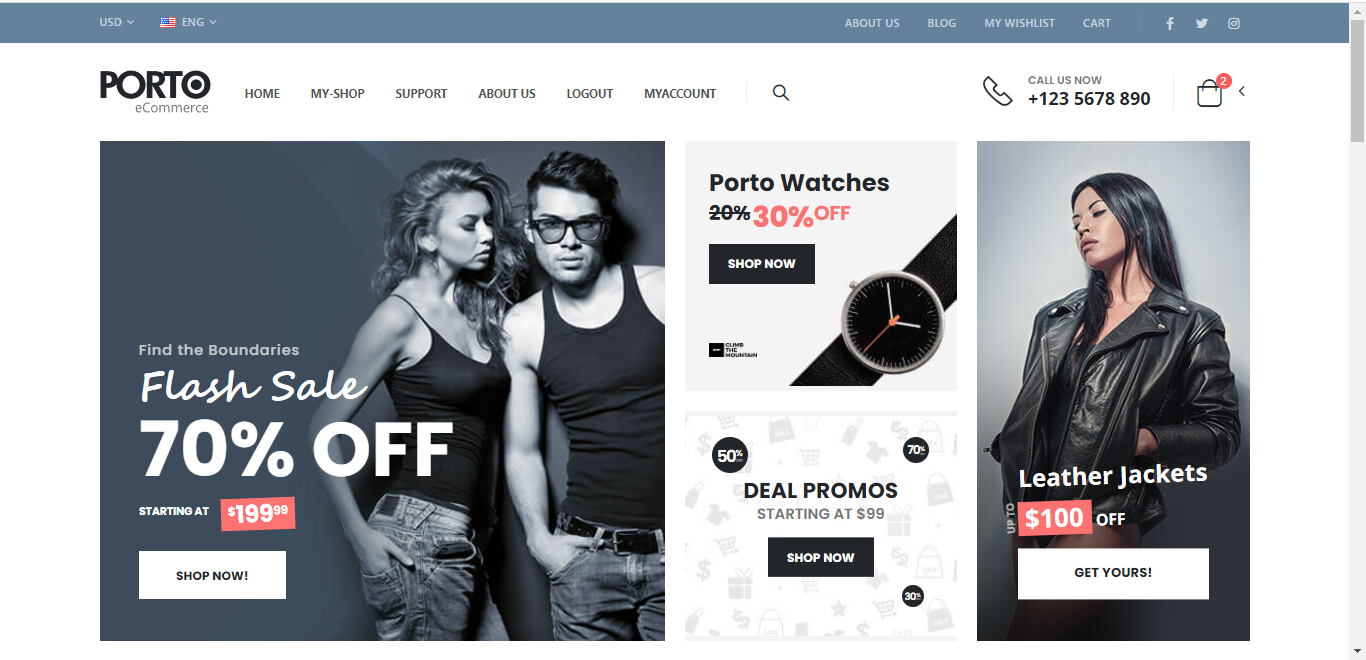 USD
ENG
ABOUT US
BLOG
MY WISHLIST
CART
PORTO
eCommerce
HOME
MY-SHOP
SUPPORT
ABOUT US
LOGOUT
MYACCOUNT
CALL US NOW
+123 5678 890
2
Find the Boundaries
Flash Sale
70% OFF
STARTING AT $19999
SHOP NOW!
Porto Watches
20% 30% OFF
SHOP NOW
CLIMB
THE
MOUNTAIN
50% OFF
70%
DEAL PROMOS
STARTING AT $99
SHOP NOW
30%
Leather Jackets
UP TO $100 OFF
GET YOURS!